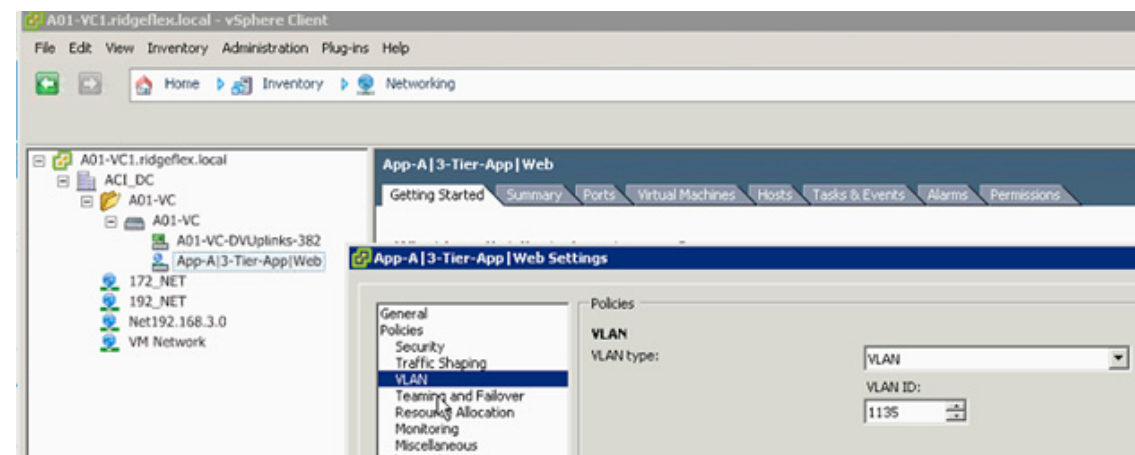 A01-VC1.ridgeflex.local - vSphere Client
File Edit View Inventory Administration Plug-ins Help
Home Inventory Networking
A01-VC1.ridgeflex.local
ACI_DC
A01-VC
A01-VC
A01-VC-DVUplinks-382
App-A|3-Tier-App|Web
172_NET
192_NET
Net192.168.3.0
VM Network
App-A|3-Tier-App|Web
Getting Started Summary Ports Virtual Machines Hosts Tasks & Events Alarms Permissions
App-A|3-Tier-App|Web Settings
General
Policies
Security
Traffic Shaping
VLAN
Teaming and Failover
Resource Allocation
Monitoring
Miscellaneous
Policies
VLAN
VLAN type:
VLAN
VLAN ID:
1135